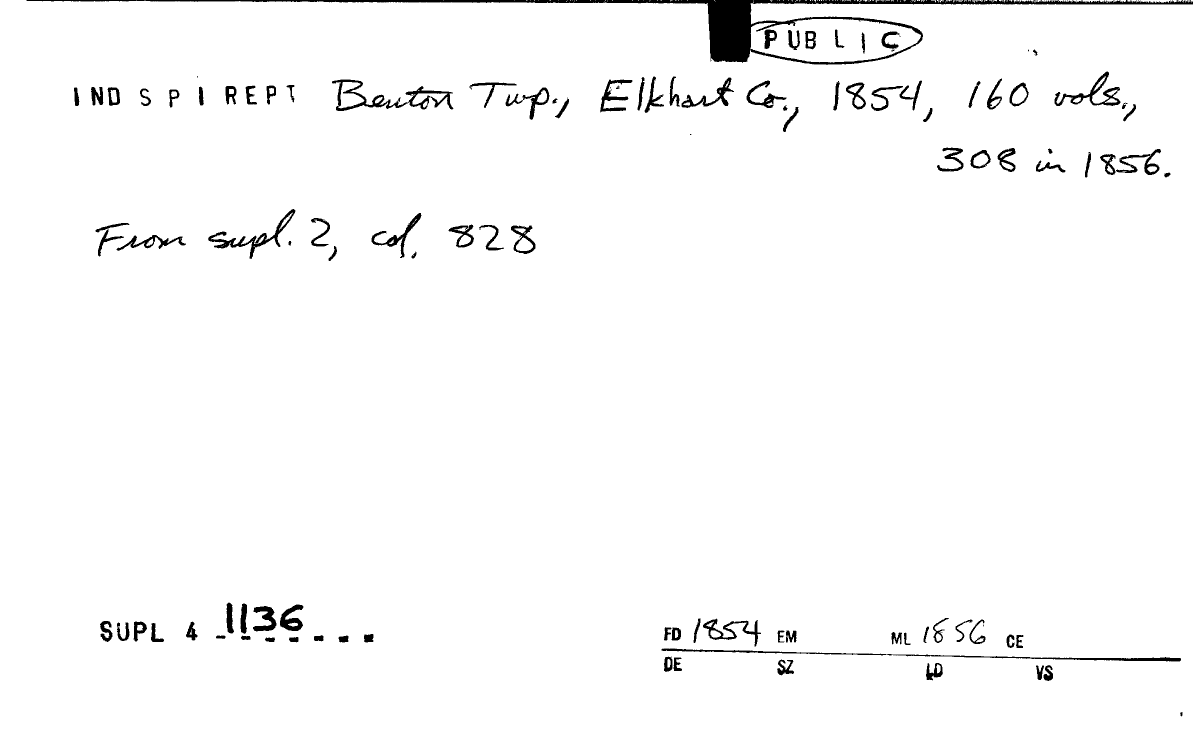 PUBLIC
IND SPI REPT Benton Twp., Elkhart Co., 1854, 160 vols.,
308 in 1856.
From supl. 2, col. 828
SUPL 4 1136
FD 1854 EM ML 1856 CE
DE SZ LD VS